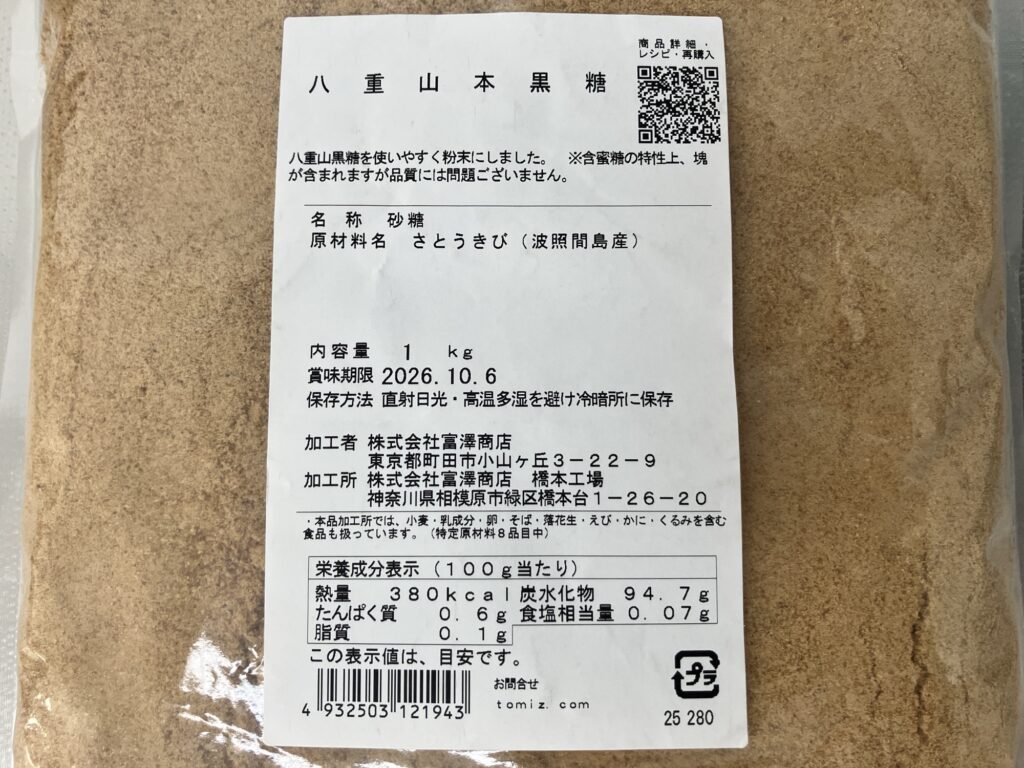 商品詳細・
レシピ・再購入
八重山本黒糖
八重山黒糖を使いやすく粉末にしました。 ※含蜜糖の特性上、塊
が含まれますが品質には問題ございません。
名称 砂糖
原材料名 さとうきび（波照間島産）
内容量 1 kg
賞味期限 2026.10.6
保存方法 直射日光・高温多湿を避け冷暗所に保存
加工者 株式会社富澤商店
東京都町田市小山ヶ丘３－２２－９
加工所 株式会社富澤商店 橋本工場
神奈川県相模原市緑区橋本台１－２６－２０
・本品加工所では、小麦・乳成分・卵・そば・落花生・えび・かに・くるみを含む
食品も扱っています。（特定原材料８品目中）
栄養成分表示（１００ｇ当たり）
熱量 ３８０kcal 炭水化物 ９４．７ｇ
たんぱく質 ０．６ｇ 食塩相当量 ０．０７ｇ
脂質 ０．１ｇ
この表示値は、目安です。
お問合せ
tomiz.com
プラ
4 932503 121943
25 280